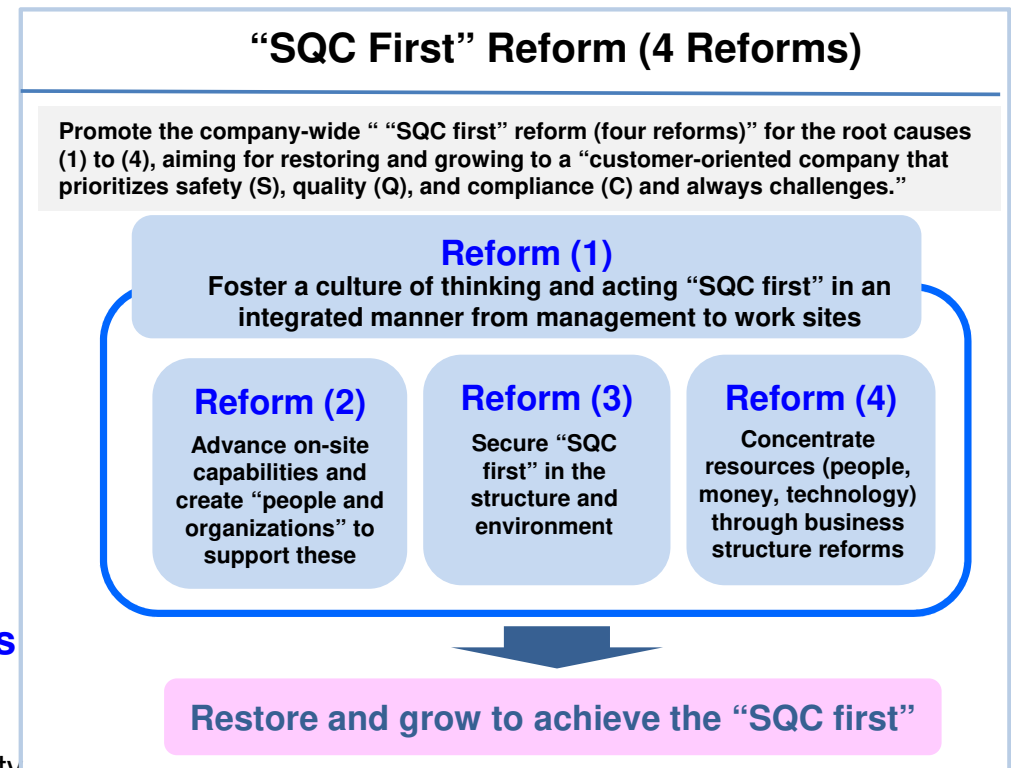 “SQC First” Reform (4 Reforms)
Promote the company-wide “ “SQC first” reform (four reforms)” for the root causes
(1) to (4), aiming for restoring and growing to a “customer-oriented company that
prioritizes safety (S), quality (Q), and compliance (C) and always challenges.”
Reform (1)
Foster a culture of thinking and acting “SQC first” in an
integrated manner from management to work sites
Reform (2)
Advance on-site
capabilities and
create “people and
organizations” to
support these
Reform (3)
Secure “SQC
first” in the
structure and
environment
Reform (4)
Concentrate
resources (people,
money, technology)
through business
structure reforms
s
Restore and grow to achieve the “SQC first”